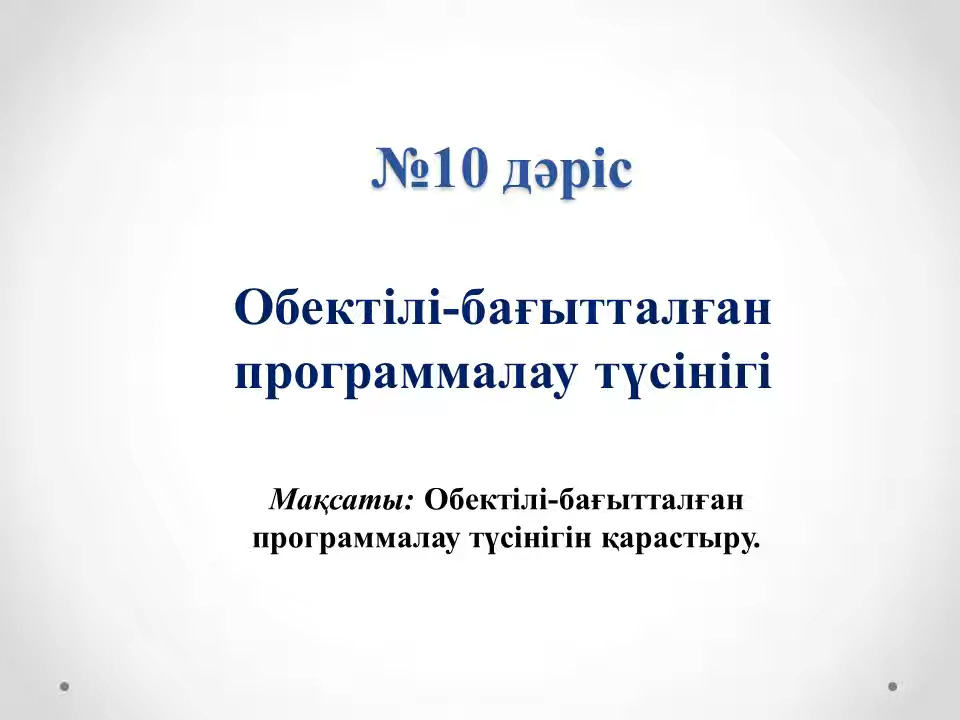 №10 дәріс
Обектілі-бағытталған
программалау түсінігі
Мақсаты: Обектілі-бағытталған
программалау түсінігін қарастыру.